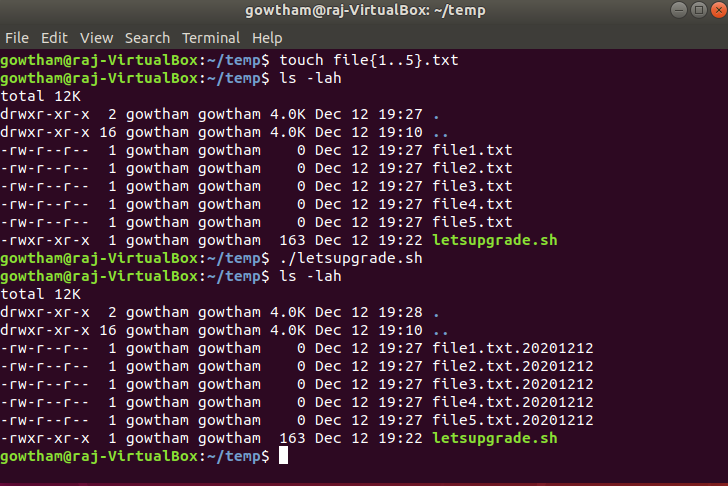 gowtham@raj-VirtualBox: ~/temp
File Edit View Search Terminal Help
gowtham@raj-VirtualBox:~/temp$ touch file{1..5}.txt
gowtham@raj-VirtualBox:~/temp$ ls -lah
total 12K
drwxr-xr-x  2 gowtham gowtham 4.0K Dec 12 19:27 .
drwxr-xr-x 16 gowtham gowtham 4.0K Dec 12 19:10 ..
-rw-r--r--  1 gowtham gowtham    0 Dec 12 19:27 file1.txt
-rw-r--r--  1 gowtham gowtham    0 Dec 12 19:27 file2.txt
-rw-r--r--  1 gowtham gowtham    0 Dec 12 19:27 file3.txt
-rw-r--r--  1 gowtham gowtham    0 Dec 12 19:27 file4.txt
-rw-r--r--  1 gowtham gowtham    0 Dec 12 19:27 file5.txt
-rwxr-xr-x  1 gowtham gowtham  163 Dec 12 19:22 letsupgrade.sh
gowtham@raj-VirtualBox:~/temp$ ./letsupgrade.sh
gowtham@raj-VirtualBox:~/temp$ ls -lah
total 12K
drwxr-xr-x  2 gowtham gowtham 4.0K Dec 12 19:28 .
drwxr-xr-x 16 gowtham gowtham 4.0K Dec 12 19:10 ..
-rw-r--r--  1 gowtham gowtham    0 Dec 12 19:27 file1.txt.20201212
-rw-r--r--  1 gowtham gowtham    0 Dec 12 19:27 file2.txt.20201212
-rw-r--r--  1 gowtham gowtham    0 Dec 12 19:27 file3.txt.20201212
-rw-r--r--  1 gowtham gowtham    0 Dec 12 19:27 file4.txt.20201212
-rw-r--r--  1 gowtham gowtham    0 Dec 12 19:27 file5.txt.20201212
-rwxr-xr-x  1 gowtham gowtham  163 Dec 12 19:22 letsupgrade.sh
gowtham@raj-VirtualBox:~/temp$